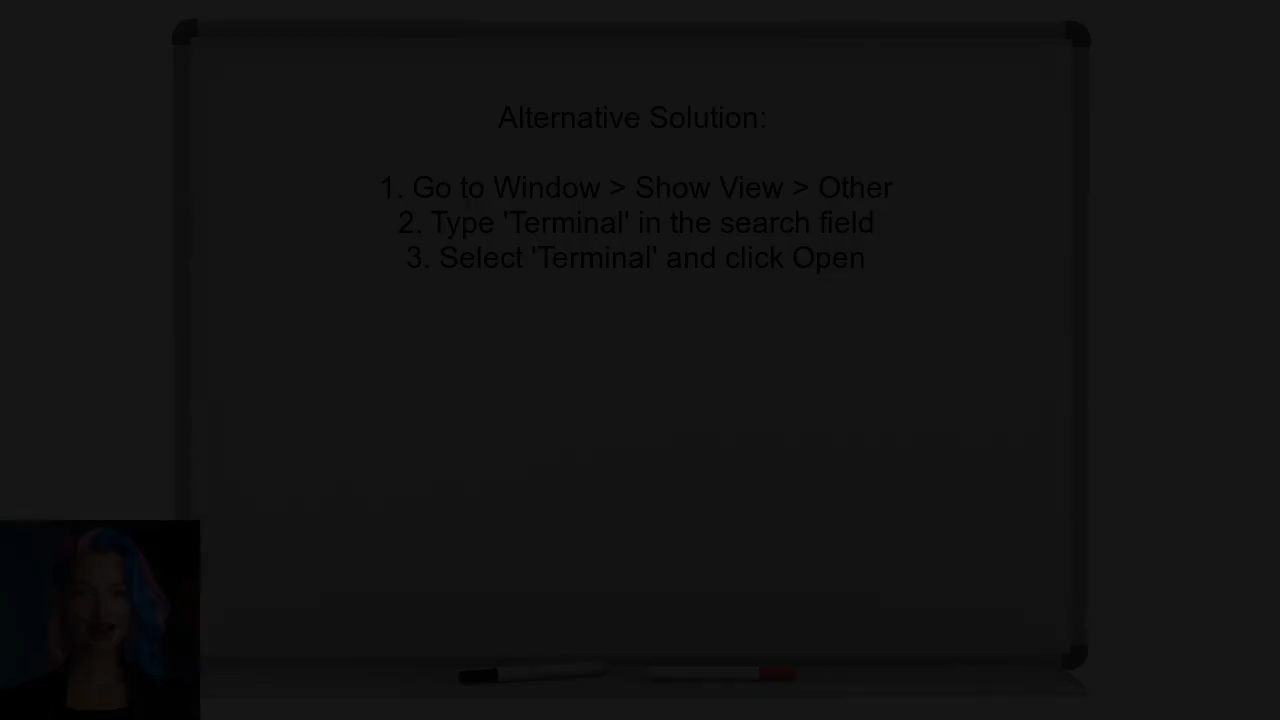 Alternative Solution:
1. Go to Window > Show View > Other
2. Type 'Terminal' in the search field
3. Select 'Terminal' and click Open